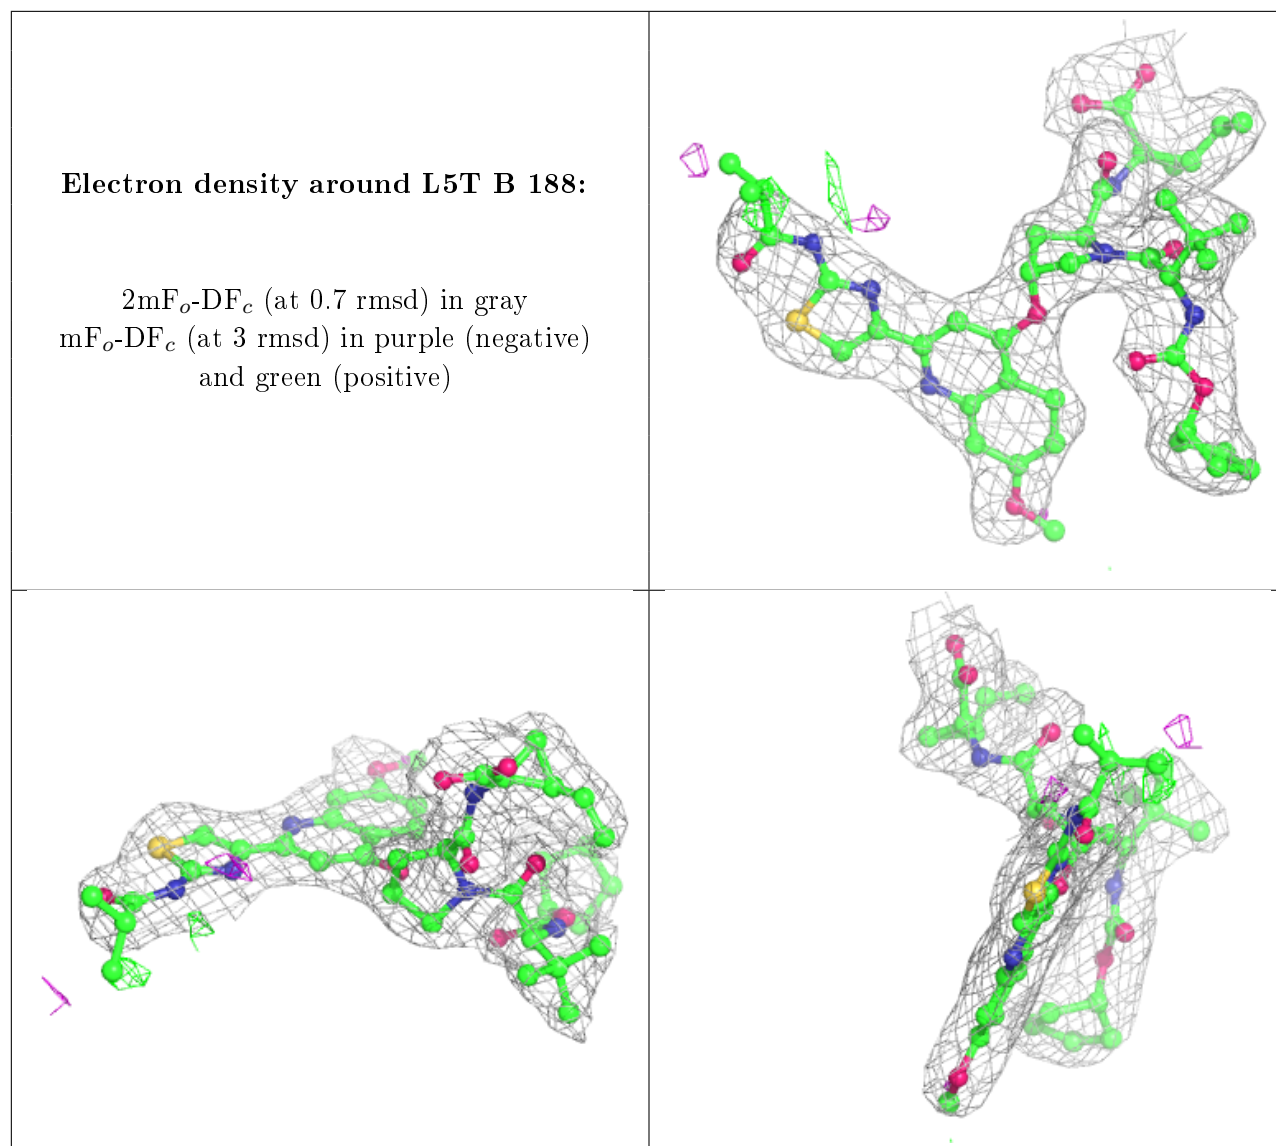 Electron density around L5T B 188:
2mFₒ-DF𝒸 (at 0.7 rmsd) in gray
mFₒ-DF𝒸 (at 3 rmsd) in purple (negative)
and green (positive)